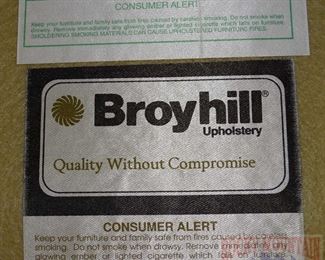 CONSUMER ALERT
Keep your furniture and family safe from fires caused by careless smoking. Do not smoke when
drowsy. Remove immediately any glowing ember or lighted cigarette which falls on furniture.
SMOLDERING SMOKING MATERIALS CAN CAUSE UPHOLSTERED FURNITURE FIRES.
Broyhill®
Upholstery
Quality Without Compromise
CONSUMER ALERT
Keep your furniture and family safe from fires caused by careless
smoking. Do not smoke when drowsy. Remove immediately any
glowing ember or lighted cigarette which falls on furniture.